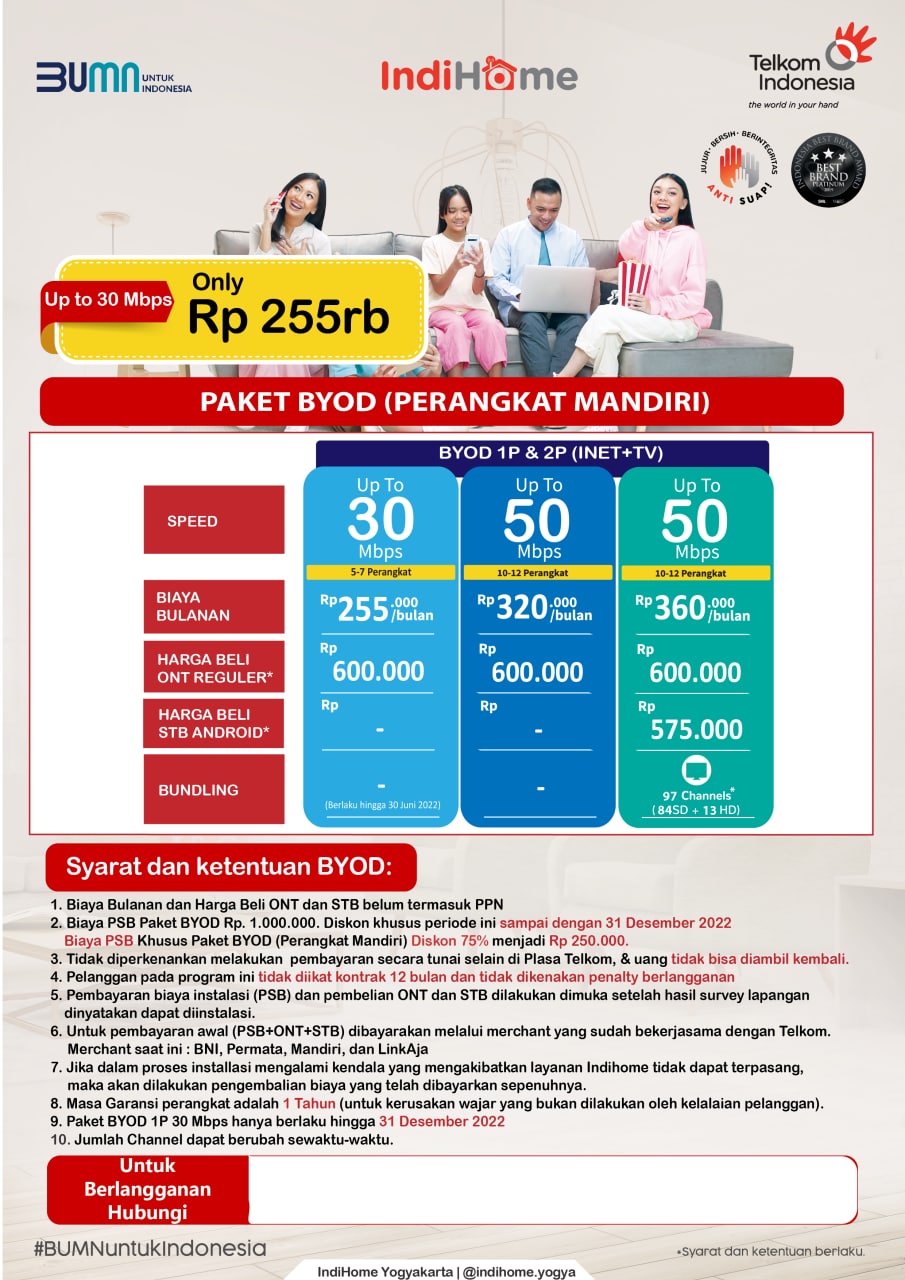 BUMN UNTUK INDONESIA
IndiHome
Telkom
Indonesia
the world in your hand
JUJUR • BERSIH • BERINTEGRITAS
ANTI SUAP!
INDONESIA BEST BRAND AWARD
BEST
BRAND
PLATINUM
Up to 30 Mbps
Only
Rp 255rb
PAKET BYOD (PERANGKAT MANDIRI)
BYOD 1P & 2P (INET+TV)
SPEED
Up To
30
Mbps
5-7 Perangkat
Up To
50
Mbps
10-12 Perangkat
Up To
50
Mbps
10-12 Perangkat
BIAYA
BULANAN
Rp 255.000 /bulan
Rp 320.000 /bulan
Rp 360.000 /bulan
HARGA BELI
ONT REGULER*
Rp
600.000
Rp
600.000
Rp
600.000
HARGA BELI
STB ANDROID*
Rp
-
Rp
-
Rp
575.000
BUNDLING
-
(Berlaku hingga 30 Juni 2022)
-
97 Channels*
(84SD + 13 HD)
Syarat dan ketentuan BYOD:
1. Biaya Bulanan dan Harga Beli ONT dan STB belum termasuk PPN
2. Biaya PSB Paket BYOD Rp. 1.000.000. Diskon khusus periode ini sampai dengan 31 Desember 2022
Biaya PSB Khusus Paket BYOD (Perangkat Mandiri) Diskon 75% menjadi Rp 250.000.
3. Tidak diperkenankan melakukan pembayaran secara tunai selain di Plasa Telkom, & uang tidak bisa diambil kembali.
4. Pelanggan pada program ini tidak diikat kontrak 12 bulan dan tidak dikenakan penalty berlangganan
5. Pembayaran biaya instalasi (PSB) dan pembelian ONT dan STB dilakukan dimuka setelah hasil survey lapangan
dinyatakan dapat diinstalasi.
6. Untuk pembayaran awal (PSB+ONT+STB) dibayarakan melalui merchant yang sudah bekerjasama dengan Telkom.
Merchant saat ini : BNI, Permata, Mandiri, dan LinkAja
7. Jika dalam proses installasi mengalami kendala yang mengakibatkan layanan Indihome tidak dapat terpasang,
maka akan dilakukan pengembalian biaya yang telah dibayarkan sepenuhnya.
8. Masa Garansi perangkat adalah 1 Tahun (untuk kerusakan wajar yang bukan dilakukan oleh kelalaian pelanggan).
9. Paket BYOD 1P 30 Mbps hanya berlaku hingga 31 Desember 2022
10. Jumlah Channel dapat berubah sewaktu-waktu.
Untuk
Berlangganan
Hubungi
#BUMNuntukIndonesia
*Syarat dan ketentuan berlaku.
IndiHome Yogyakarta | @indihome.yogya